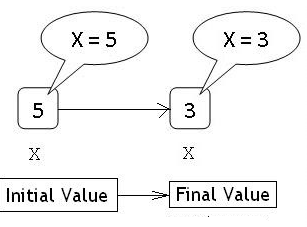 X = 5
X = 3
5
3
X
X
Initial Value
Final Value